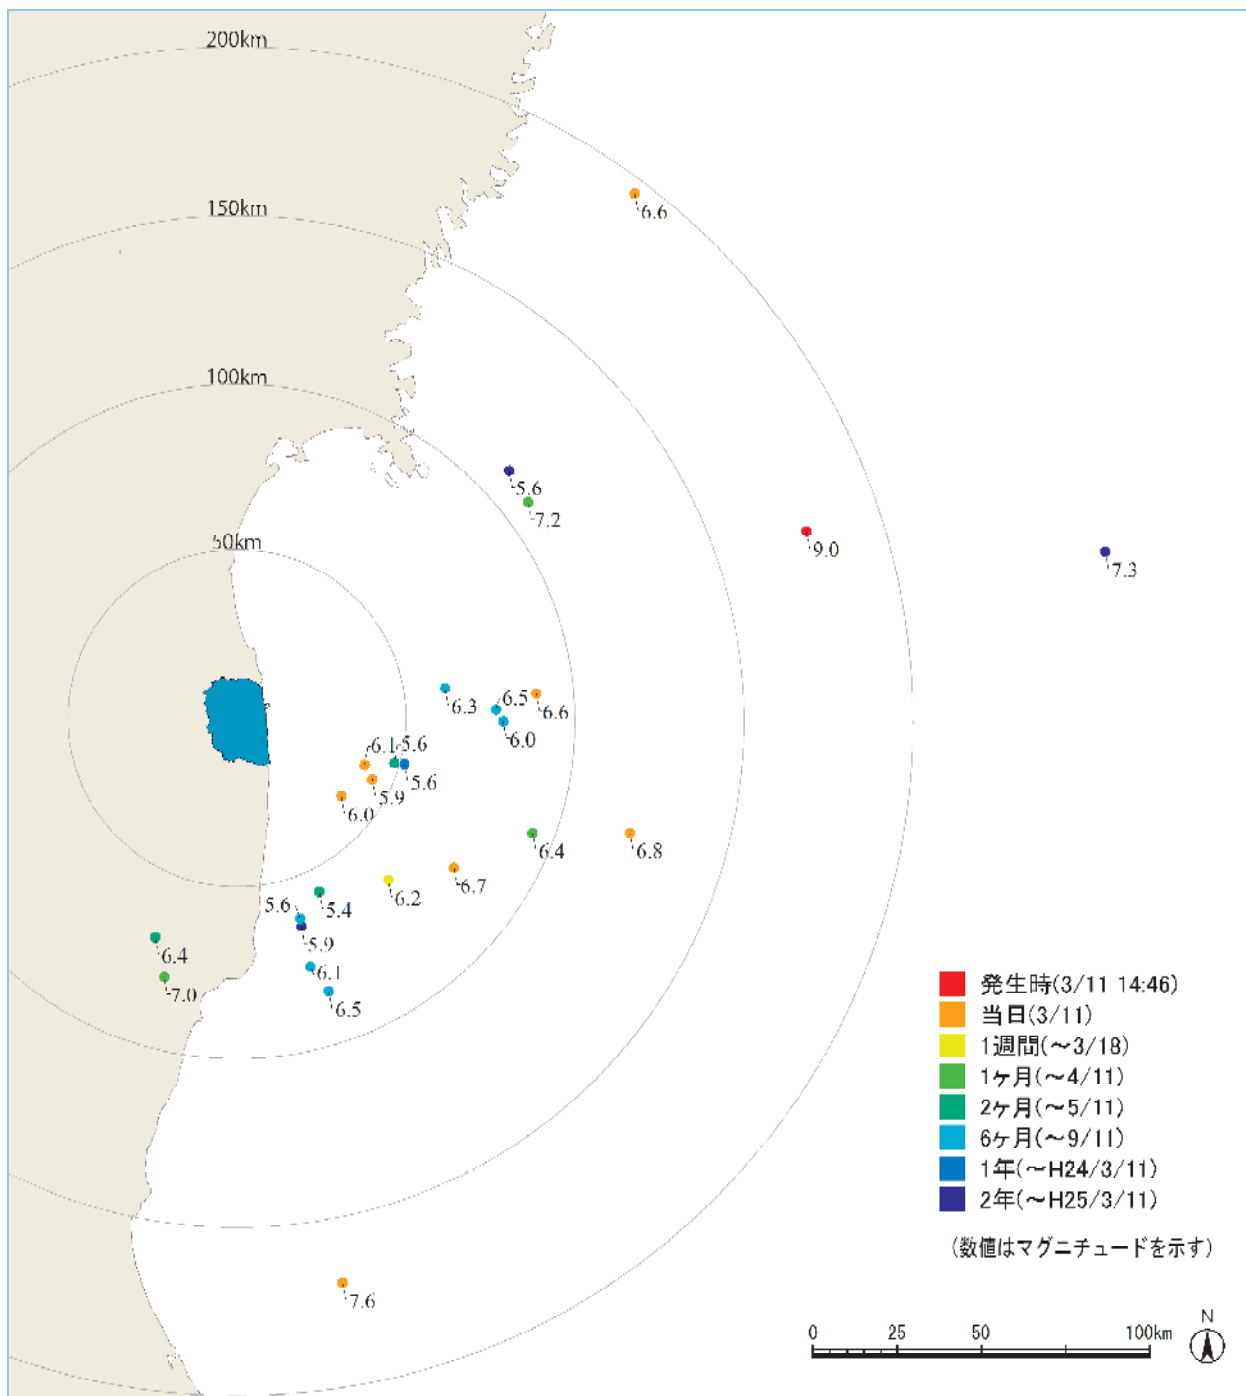 200km
150km
6.6
100km
5.6
7.2
9.0
7.3
50km
6.3
6.5
6.6
6.0
6.1
5.6
5.6
5.9
6.0
6.4
6.8
6.7
6.2
5.4
5.6
5.9
6.4
6.1
7.0
6.5
発生時(3/11 14:46)
当日(3/11)
1週間(～3/18)
1ヶ月(～4/11)
2ヶ月(～5/11)
6ヶ月(～9/11)
1年(～H24/3/11)
2年(～H25/3/11)
(数値はマグニチュードを示す)
7.6
N
0 25 50 100km